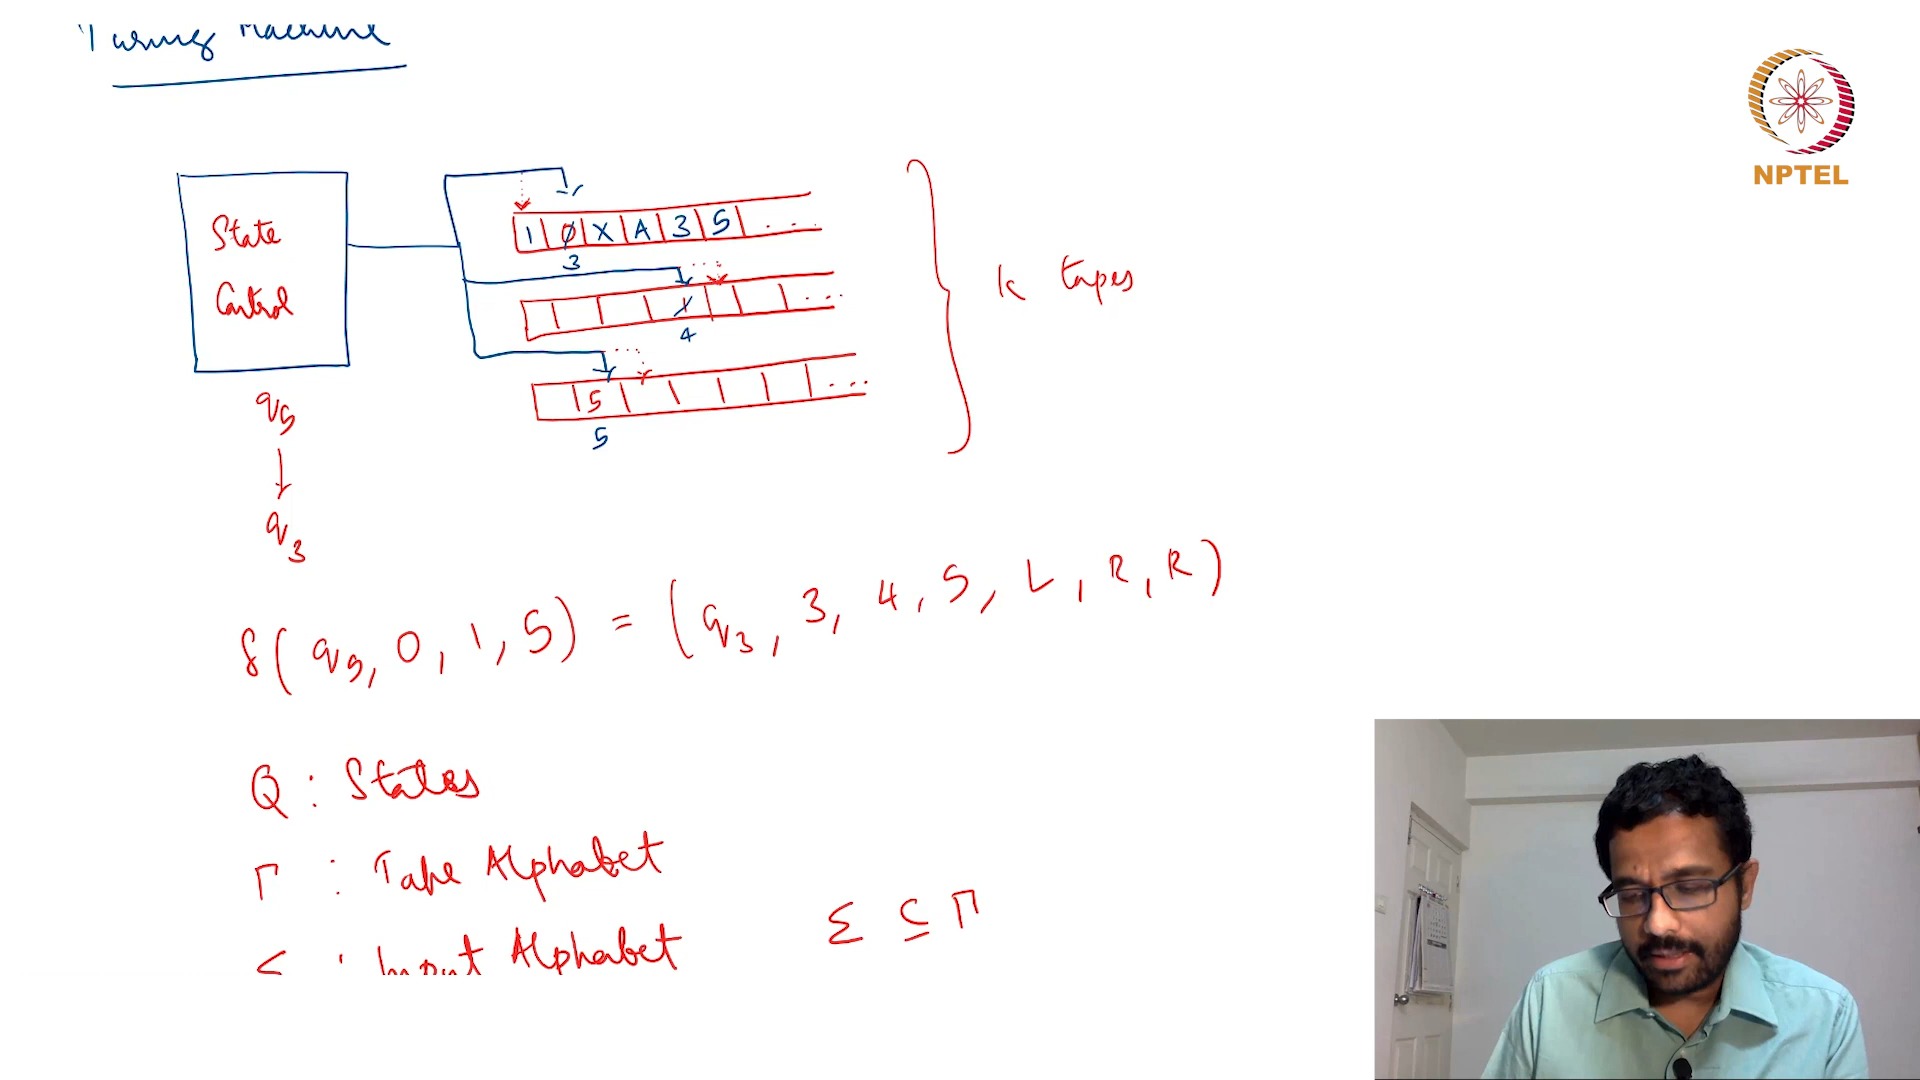 Turing Machine
NPTEL
State
Control
1 0 X A 3 5 . . .
3
1 . . .
4
5 . . .
5
k tapes
q5
↓
q3
δ(q5, 0, 1, 5) = (q3, 3, 4, 5, L, R, R)
Q : States
Γ : Tape Alphabet
Σ : Input Alphabet Σ ⊆ Γ